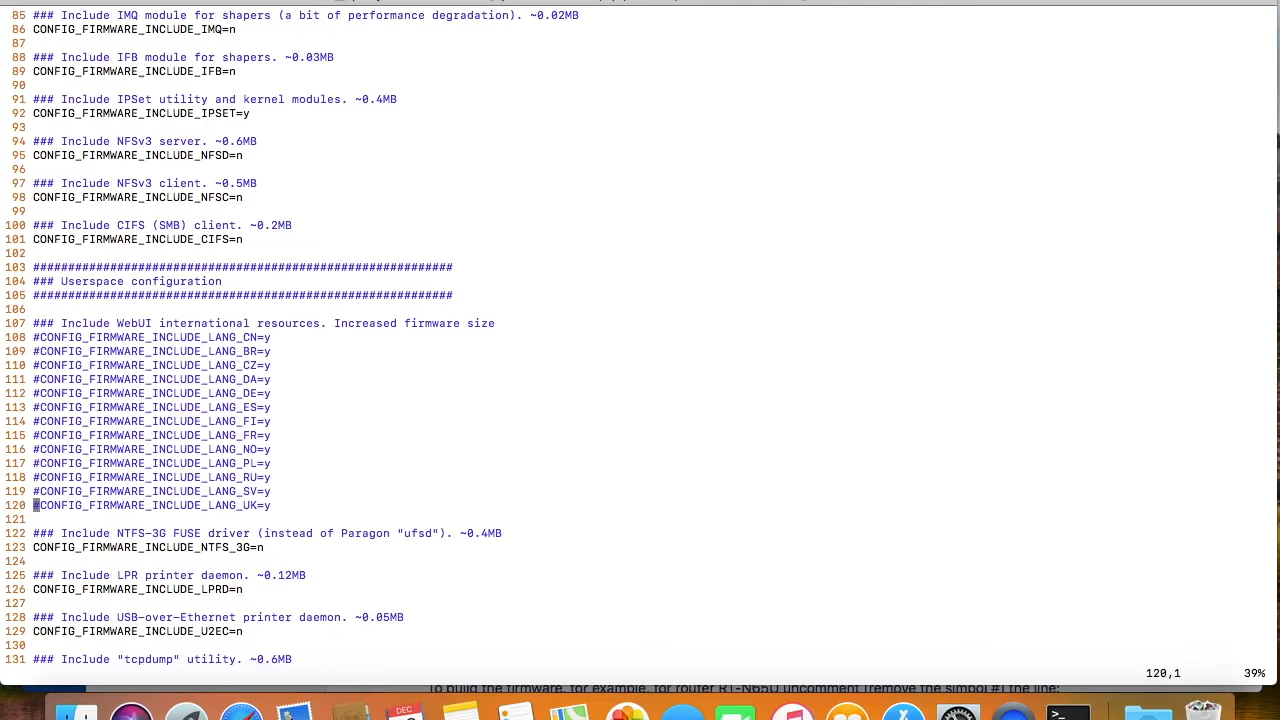 85 ### Include IMQ module for shapers (a bit of performance degradation). ~0.02MB
86 CONFIG_FIRMWARE_INCLUDE_IMQ=n
87
88 ### Include IFB module for shapers. ~0.03MB
89 CONFIG_FIRMWARE_INCLUDE_IFB=n
90
91 ### Include IPSet utility and kernel modules. ~0.4MB
92 CONFIG_FIRMWARE_INCLUDE_IPSET=y
93
94 ### Include NFSv3 server. ~0.6MB
95 CONFIG_FIRMWARE_INCLUDE_NFSD=n
96
97 ### Include NFSv3 client. ~0.5MB
98 CONFIG_FIRMWARE_INCLUDE_NFSC=n
99
100 ### Include CIFS (SMB) client. ~0.2MB
101 CONFIG_FIRMWARE_INCLUDE_CIFS=n
102
103 ############################################################
104 ### Userspace configuration
105 ############################################################
106
107 ### Include WebUI international resources. Increased firmware size
108 #CONFIG_FIRMWARE_INCLUDE_LANG_CN=y
109 #CONFIG_FIRMWARE_INCLUDE_LANG_BR=y
110 #CONFIG_FIRMWARE_INCLUDE_LANG_CZ=y
111 #CONFIG_FIRMWARE_INCLUDE_LANG_DA=y
112 #CONFIG_FIRMWARE_INCLUDE_LANG_DE=y
113 #CONFIG_FIRMWARE_INCLUDE_LANG_ES=y
114 #CONFIG_FIRMWARE_INCLUDE_LANG_FI=y
115 #CONFIG_FIRMWARE_INCLUDE_LANG_FR=y
116 #CONFIG_FIRMWARE_INCLUDE_LANG_NO=y
117 #CONFIG_FIRMWARE_INCLUDE_LANG_PL=y
118 #CONFIG_FIRMWARE_INCLUDE_LANG_RU=y
119 #CONFIG_FIRMWARE_INCLUDE_LANG_SV=y
120 #CONFIG_FIRMWARE_INCLUDE_LANG_UK=y
121
122 ### Include NTFS-3G FUSE driver (instead of Paragon "ufsd"). ~0.4MB
123 CONFIG_FIRMWARE_INCLUDE_NTFS_3G=n
124
125 ### Include LPR printer daemon. ~0.12MB
126 CONFIG_FIRMWARE_INCLUDE_LPRD=n
127
128 ### Include USB-over-Ethernet printer daemon. ~0.05MB
129 CONFIG_FIRMWARE_INCLUDE_U2EC=n
130
131 ### Include "tcpdump" utility. ~0.6MB
120,1 39%
To build the firmware, for example, for router RT-N65U uncomment (remove the simpol #) the line:
DEC